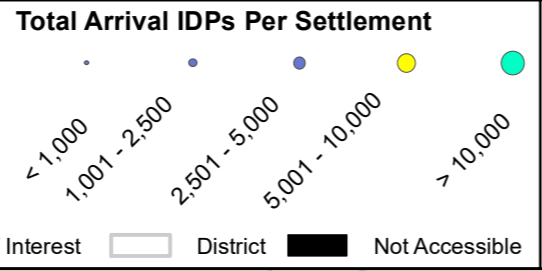 Total Arrival IDPs Per Settlement
< 1,000
1,001 - 2,500
2,501 - 5,000
5,001 - 10,000
> 10,000
Interest District Not Accessible